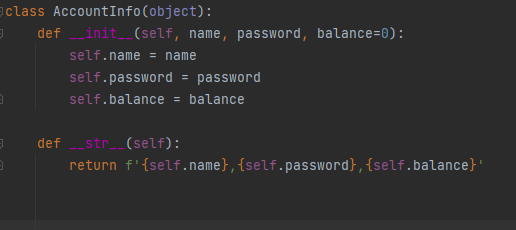 class AccountInfo(object):
    def __init__(self, name, password, balance=0):
        self.name = name
        self.password = password
        self.balance = balance

    def __str__(self):
        return f'{self.name},{self.password},{self.balance}'